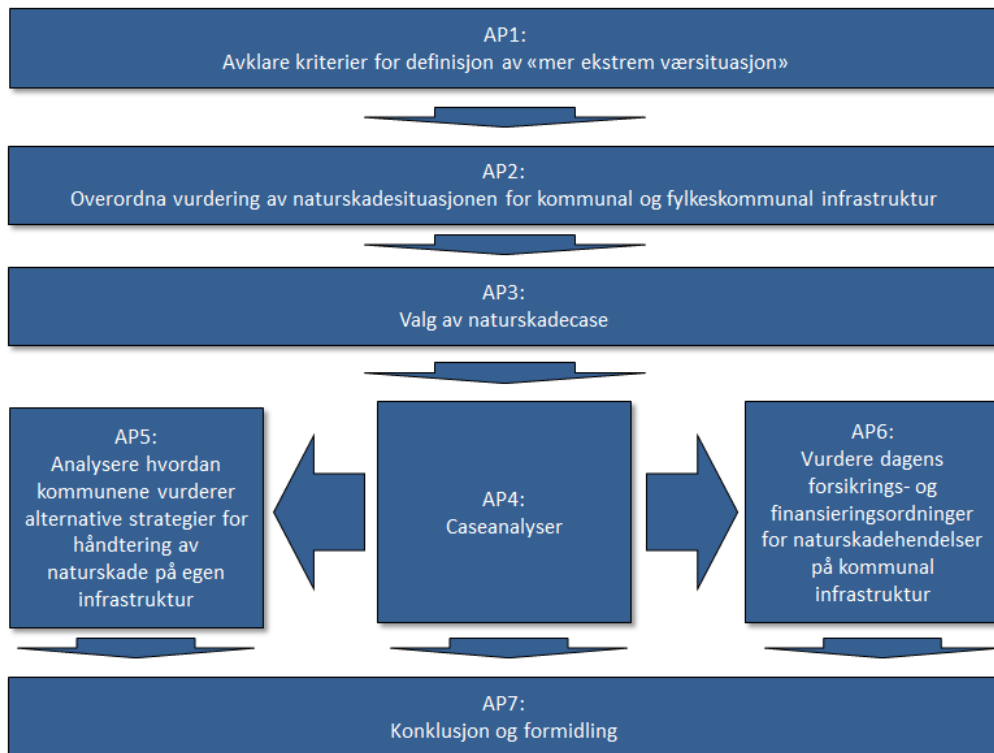 AP1:
Avklare kriterier for definisjon av «mer ekstrem værsituasjon»
AP2:
Overordna vurdering av naturskadesituasjonen for kommunal og fylkeskommunal infrastruktur
AP3:
Valg av naturskadecase
AP5:
Analysere hvordan
kommunene vurderer
alternative strategier for
håndtering av
naturskade på egen
infrastruktur
AP4:
Caseanalyser
AP6:
Vurdere dagens
forsikrings- og
finansieringsordninger
for naturskadehendelser
på kommunal
infrastruktur
AP7:
Konklusjon og formidling